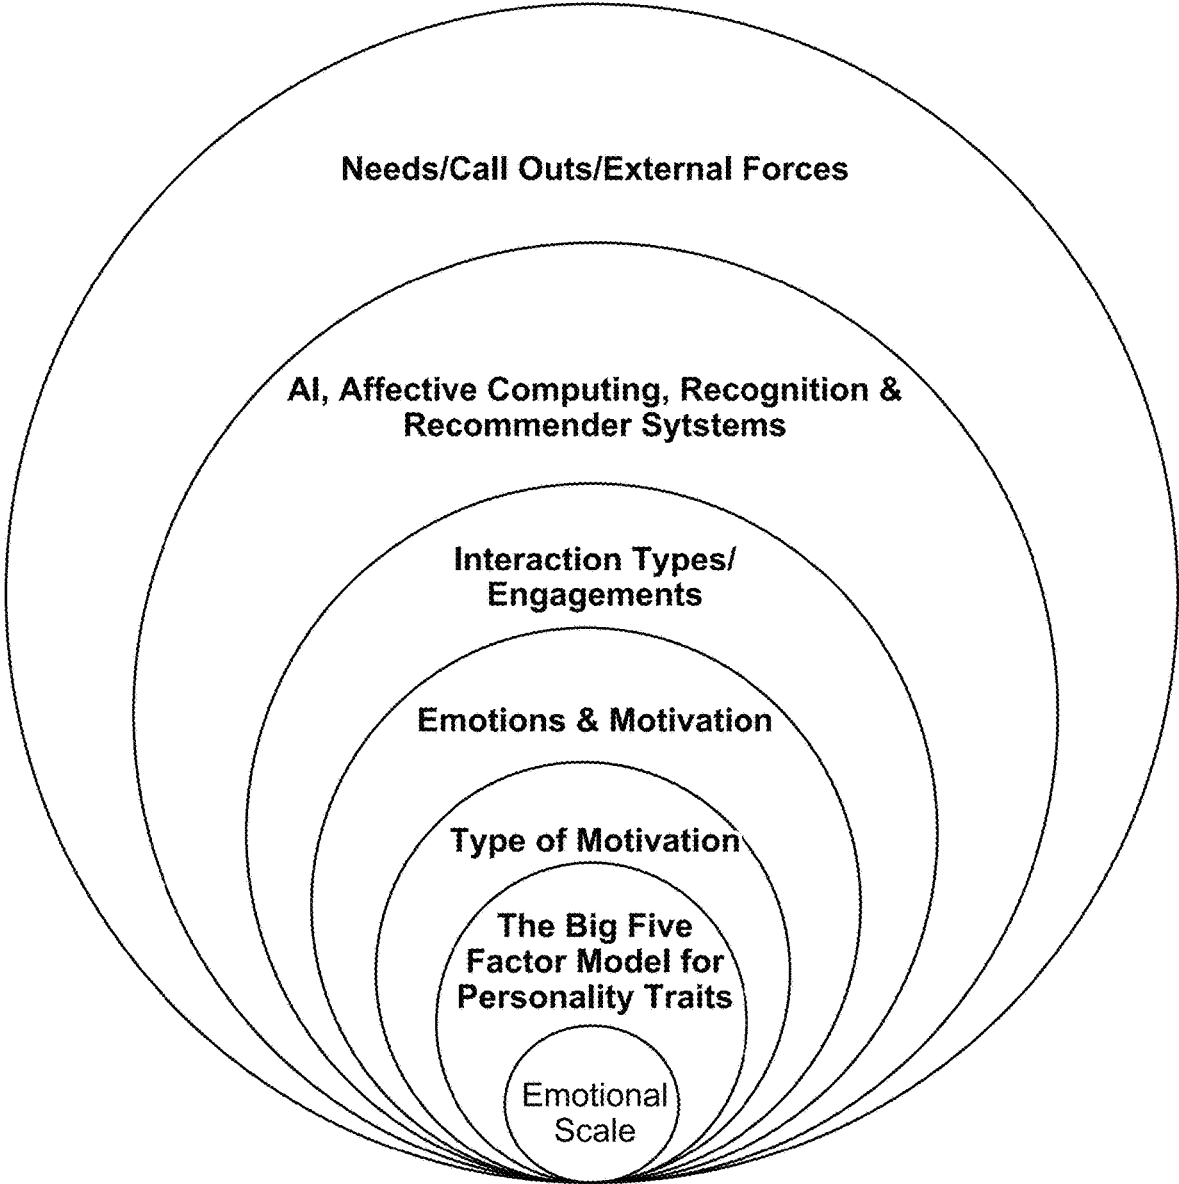 Needs/Call Outs/External Forces
AI, Affective Computing, Recognition &
Recommender Sytstems
Interaction Types/
Engagements
Emotions & Motivation
Type of Motivation
The Big Five
Factor Model for
Personality Traits
Emotional
Scale